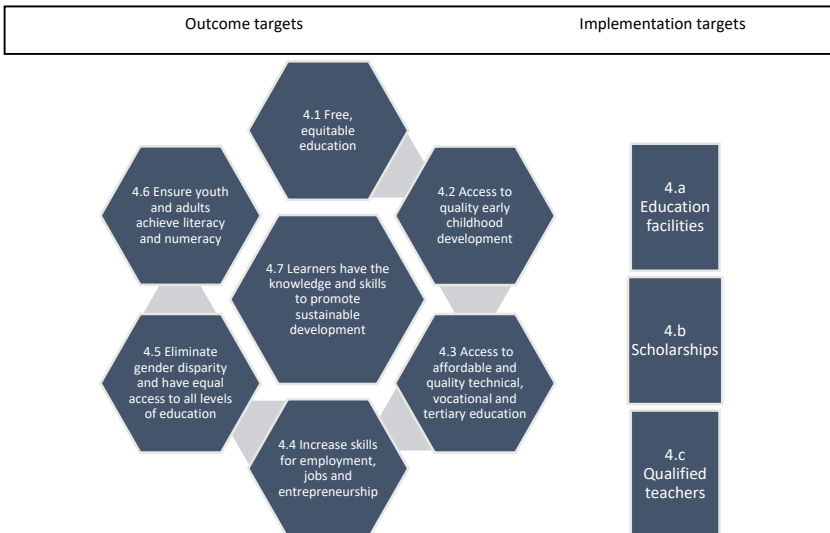 Outcome targets
Implementation targets
4.1 Free,
equitable
education
4.2 Access to
quality early
childhood
development
4.3 Access to
affordable and
quality technical,
vocational and
tertiary education
4.4 Increase skills
for employment,
jobs and
entrepreneurship
4.5 Eliminate
gender disparity
and have equal
access to all levels
of education
4.6 Ensure youth
and adults
achieve literacy
and numeracy
4.7 Learners have the
knowledge and skills
to promote
sustainable
development
4.a
Education
facilities
4.b
Scholarships
4.c
Qualified
teachers